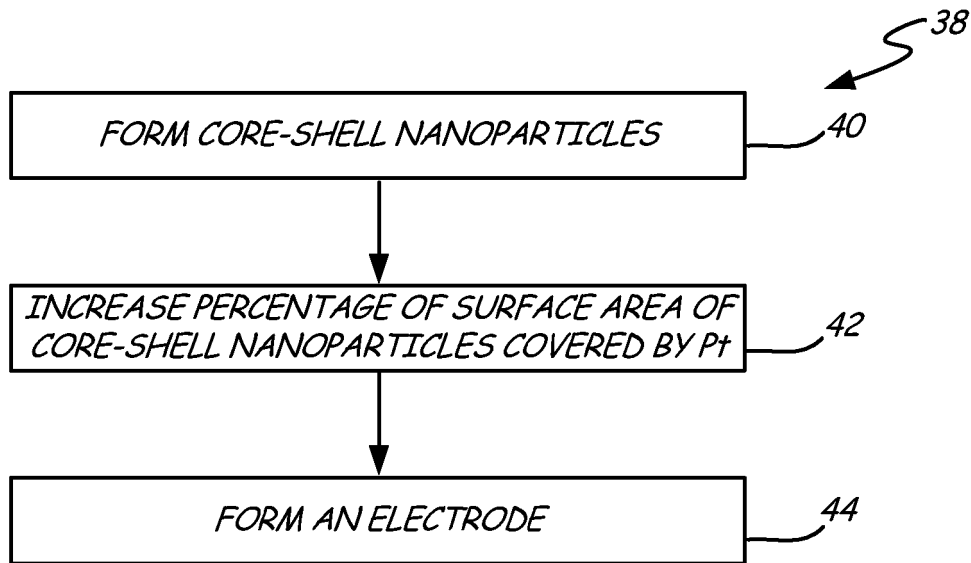 38
FORM CORE-SHELL NANOPARTICLES
40
INCREASE PERCENTAGE OF SURFACE AREA OF
CORE-SHELL NANOPARTICLES COVERED BY Pt
42
FORM AN ELECTRODE
44